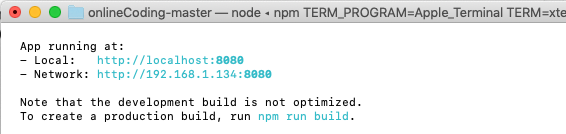 onlineCoding-master — node ◂ npm TERM_PROGRAM=Apple_Terminal TERM=xte
App running at:
- Local: http://localhost:8080
- Network: http://192.168.1.134:8080
Note that the development build is not optimized.
To create a production build, run npm run build.